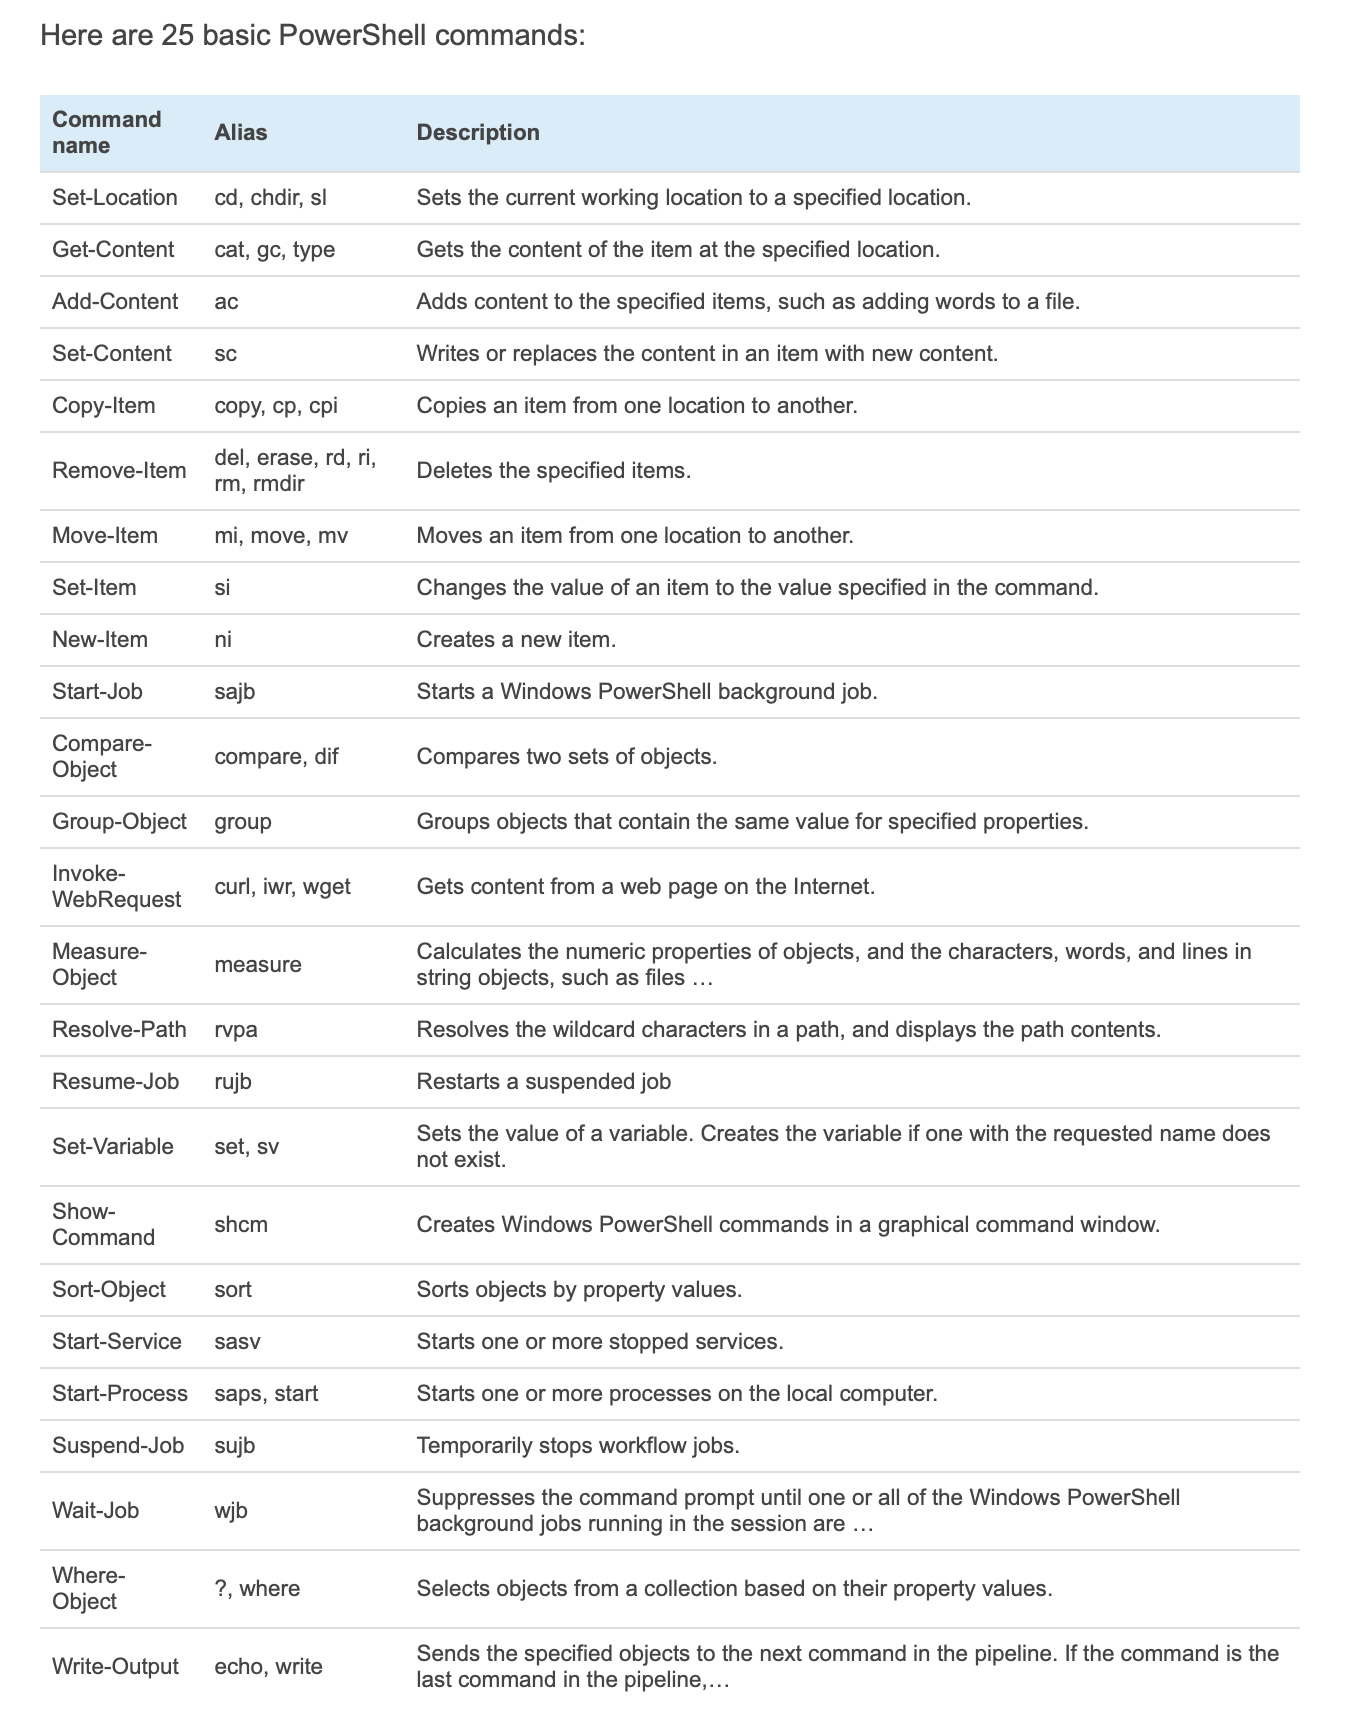 Here are 25 basic PowerShell commands:
Command
name
Alias
Description
Set-Location
cd, chdir, sl
Sets the current working location to a specified location.
Get-Content
cat, gc, type
Gets the content of the item at the specified location.
Add-Content
ac
Adds content to the specified items, such as adding words to a file.
Set-Content
sc
Writes or replaces the content in an item with new content.
Copy-Item
copy, cp, cpi
Copies an item from one location to another.
Remove-Item
del, erase, rd, ri,
rm, rmdir
Deletes the specified items.
Move-Item
mi, move, mv
Moves an item from one location to another.
Set-Item
si
Changes the value of an item to the value specified in the command.
New-Item
ni
Creates a new item.
Start-Job
sajb
Starts a Windows PowerShell background job.
Compare-
Object
compare, dif
Compares two sets of objects.
Group-Object
group
Groups objects that contain the same value for specified properties.
Invoke-
WebRequest
curl, iwr, wget
Gets content from a web page on the Internet.
Measure-
Object
measure
Calculates the numeric properties of objects, and the characters, words, and lines in
string objects, such as files …
Resolve-Path
rvpa
Resolves the wildcard characters in a path, and displays the path contents.
Resume-Job
rujb
Restarts a suspended job
Set-Variable
set, sv
Sets the value of a variable. Creates the variable if one with the requested name does
not exist.
Show-
Command
shcm
Creates Windows PowerShell commands in a graphical command window.
Sort-Object
sort
Sorts objects by property values.
Start-Service
sasv
Starts one or more stopped services.
Start-Process
saps, start
Starts one or more processes on the local computer.
Suspend-Job
sujb
Temporarily stops workflow jobs.
Wait-Job
wjb
Suppresses the command prompt until one or all of the Windows PowerShell
background jobs running in the session are …
Where-
Object
?, where
Selects objects from a collection based on their property values.
Write-Output
echo, write
Sends the specified objects to the next command in the pipeline. If the command is the
last command in the pipeline,…